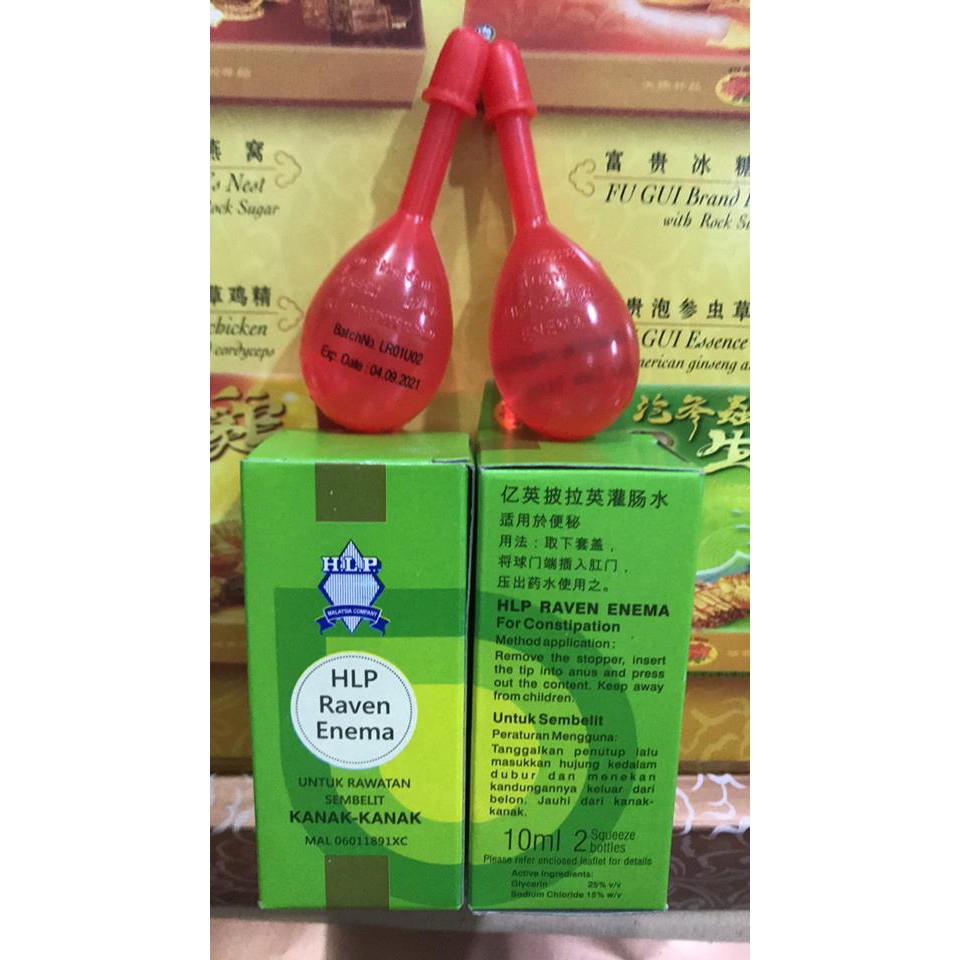 燕窝
's Nest
ock Sugar
草鸡精
chicken
cordyceps
富贵冰糖
FU GUI Brand
with Rock S
贵泡参虫草
GUI Essence
merican ginseng a
泡参蟲
Batch No. LR01U02
Exp. Date : 04.09.2021
HLP
MALAYSIA COMPANY
HLP
Raven
Enema
UNTUK RAWATAN
SEMBELIT
KANAK-KANAK
MAL 06011891XC
亿英披拉英灌肠水
适用於便秘
用法：取下套盖，
将球门端插入肛门，
压出药水使用之。
HLP RAVEN ENEMA
For Constipation
Method application:
Remove the stopper, insert
the tip into anus and press
out the content. Keep away
from children.
Untuk Sembelit
Peraturan Mengguna:
Tanggalkan penutup lalu
masukkan hujung kedalam
dubur dan menekan
kandungannya keluar dari
belon. Jauhi dari kanak-
kanak.
10ml 2 Squeeze
bottles
Please refer enclosed leaflet for details
Active Ingredients:
Glycerin 25% v/v
Sodium Chloride 15% w/v